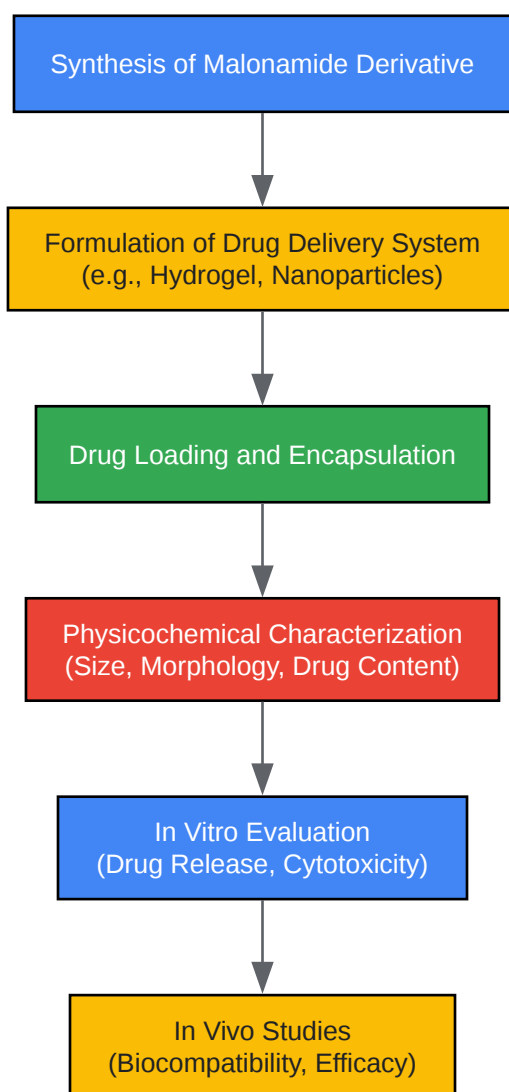 Synthesis of Malonamide Derivative
Formulation of Drug Delivery System
(e.g., Hydrogel, Nanoparticles)
Drug Loading and Encapsulation
Physicochemical Characterization
(Size, Morphology, Drug Content)
In Vitro Evaluation
(Drug Release, Cytotoxicity)
In Vivo Studies
(Biocompatibility, Efficacy)